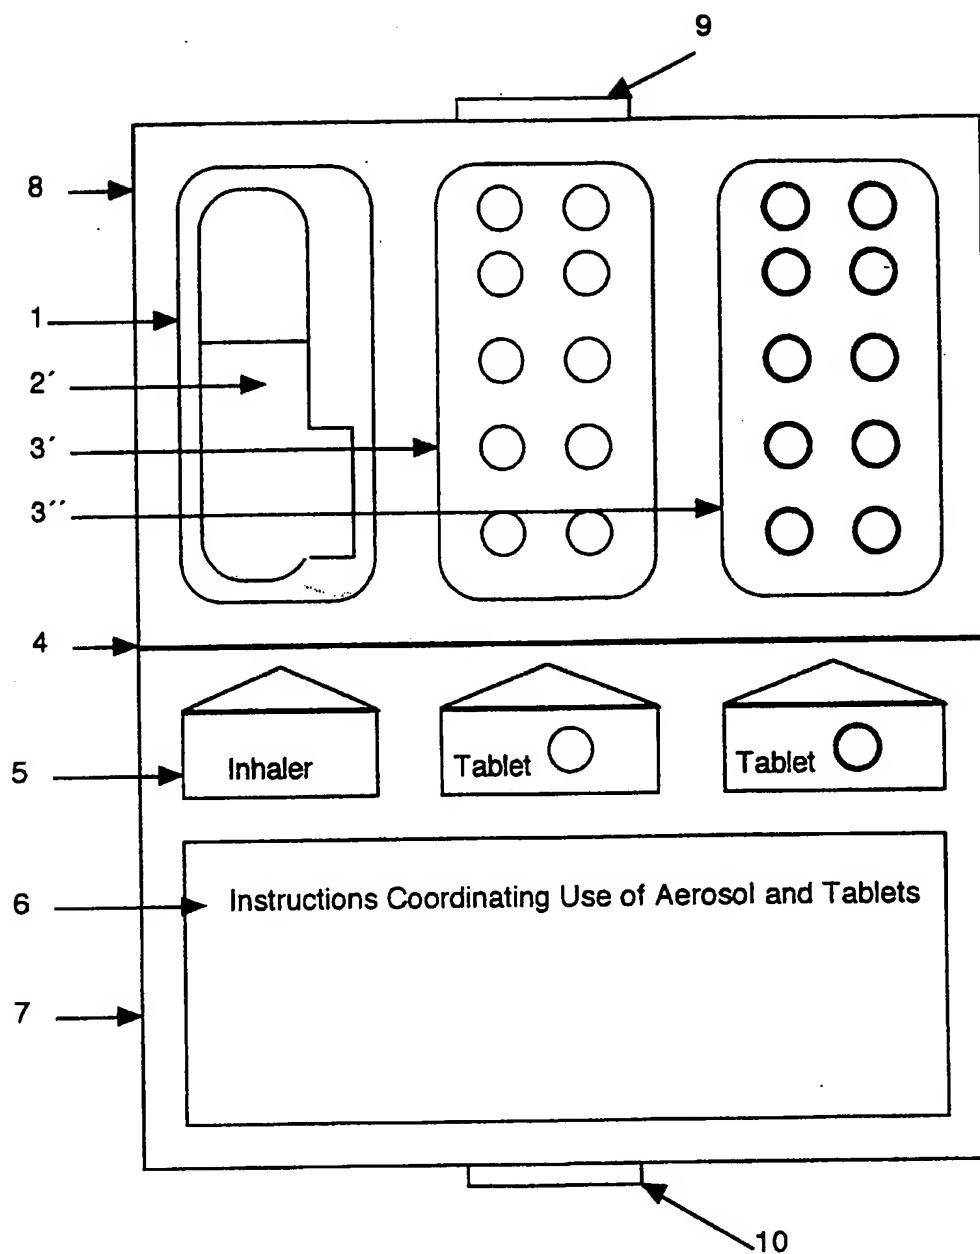 9
8
1
2′
3′
3′′
4
Inhaler
Tablet
Tablet
5
6
Instructions Coordinating Use of Aerosol and Tablets
7
10